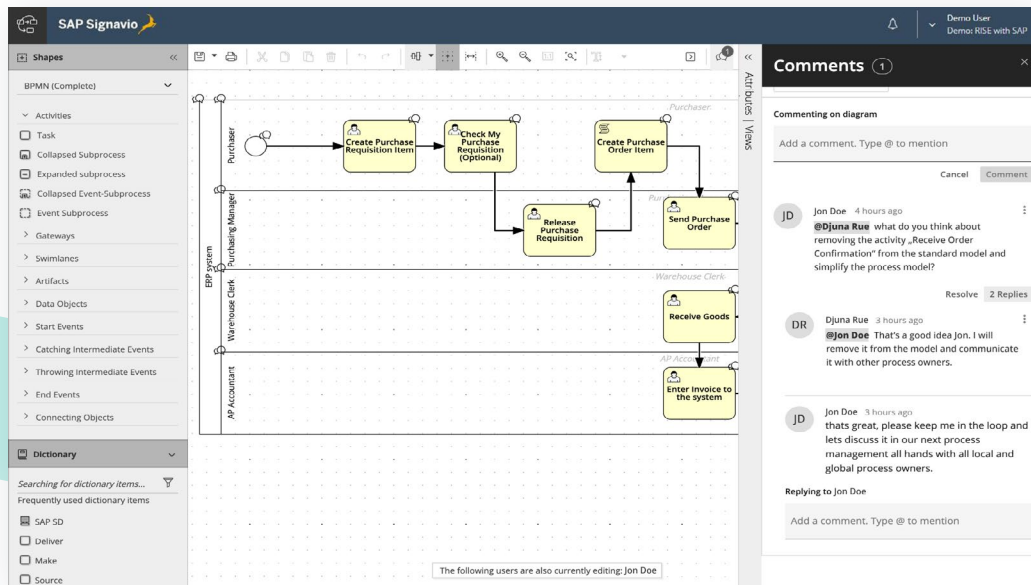 SAP Signavio
Demo User
Demo: RISE with SAP
Shapes
BPMN (Complete)
Activities
Task
Collapsed Subprocess
Expanded subprocess
Collapsed Event-Subprocess
Event Subprocess
Gateways
Swimlanes
Artifacts
Data Objects
Start Events
Catching Intermediate Events
Throwing Intermediate Events
End Events
Connecting Objects
Dictionary
Searching for dictionary items...
Frequently used dictionary items
SAP SD
Deliver
Make
Source
1
Attributes | Views
ERP system
Purchaser
Purchaser
Create Purchase
Requisition Item
Check My
Purchase
Requisition
(Optional)
Create Purchase
Order Item
Purchasing Manager
Release
Purchase
Requisition
Send Purchase
Order
Warehouse Clerk
Warehouse Clerk
Receive Goods
AP Accountant
AP Accountant
Enter Invoice to
the system
The following users are also currently editing: Jon Doe
Comments 1
Commenting on diagram
Add a comment. Type @ to mention
Cancel Comment
JD
Jon Doe 4 hours ago
@Djuna Rue what do you think about
removing the activity „Receive Order
Confirmation" from the standard model and
simplify the process model?
Resolve 2 Replies
DR
Djuna Rue 3 hours ago
@Jon Doe That's a good idea Jon. I will
remove it from the model and communicate
it with other process owners.
JD
Jon Doe 3 hours ago
thats great, please keep me in the loop and
lets discuss it in our next process
management all hands with all local and
global process owners.
Replying to Jon Doe
Add a comment. Type @ to mention